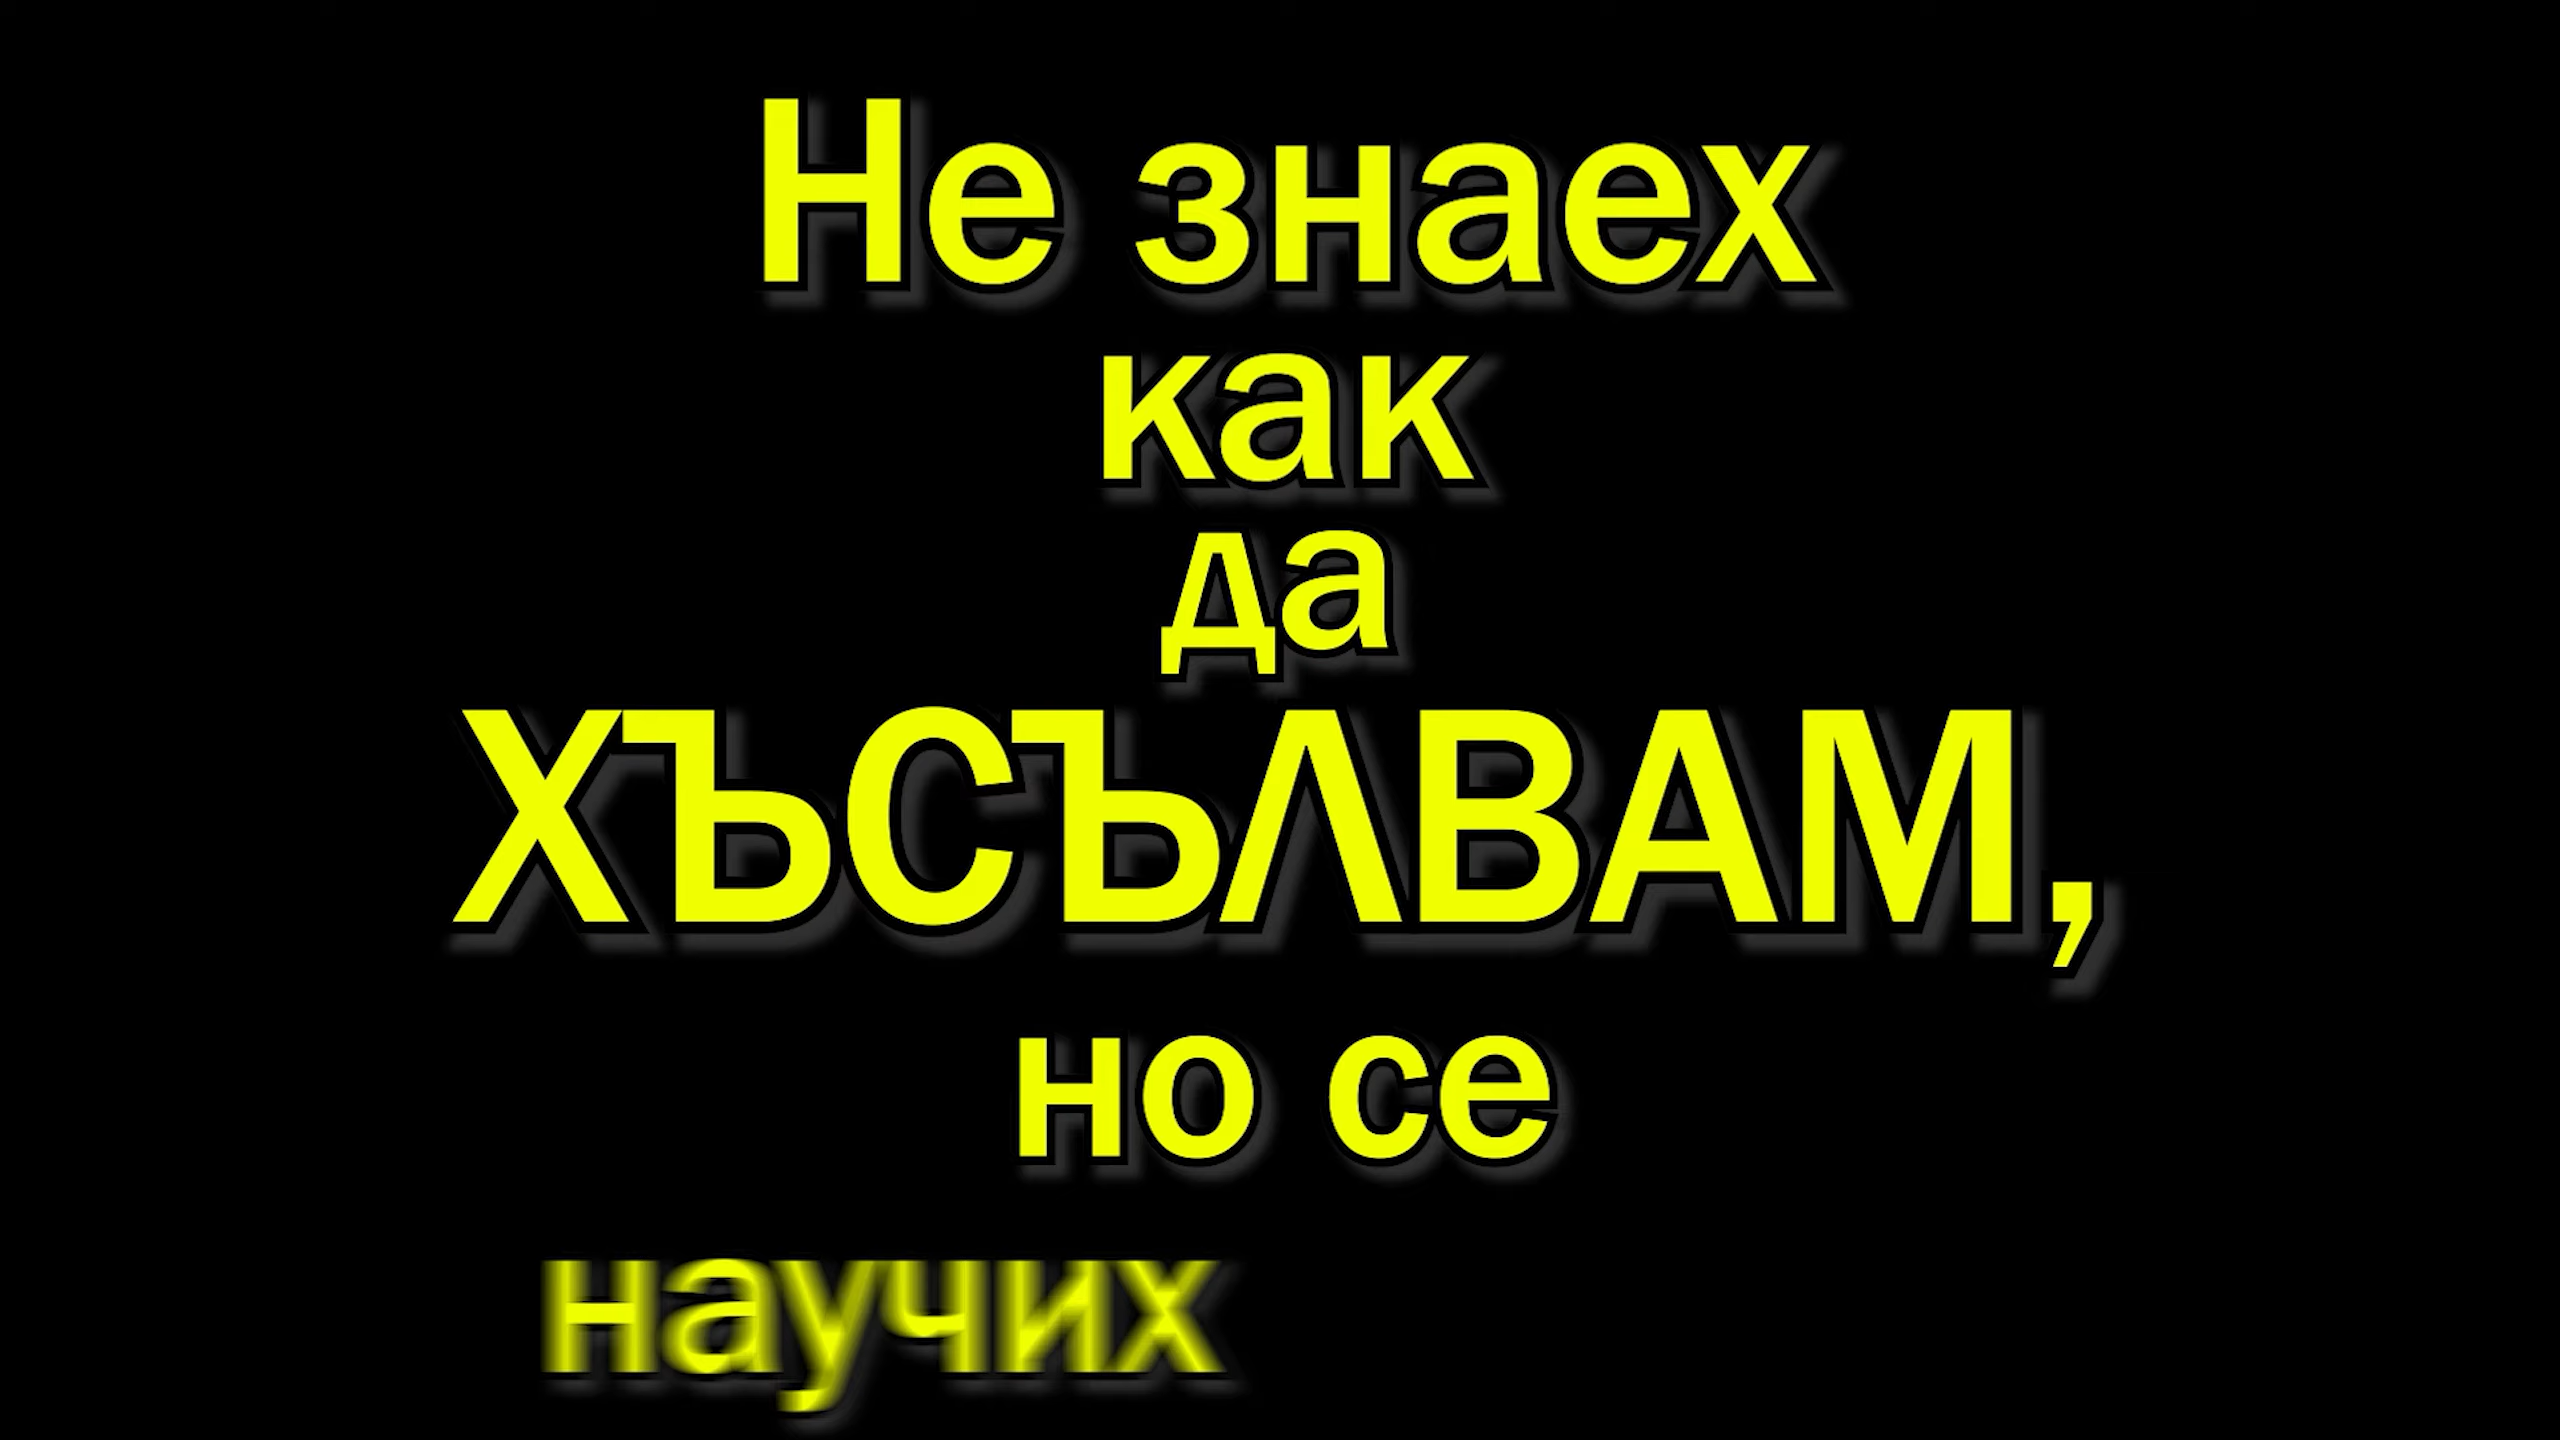 Не знаех
как
да
ХЪСЪЛВАМ,
но се
научих